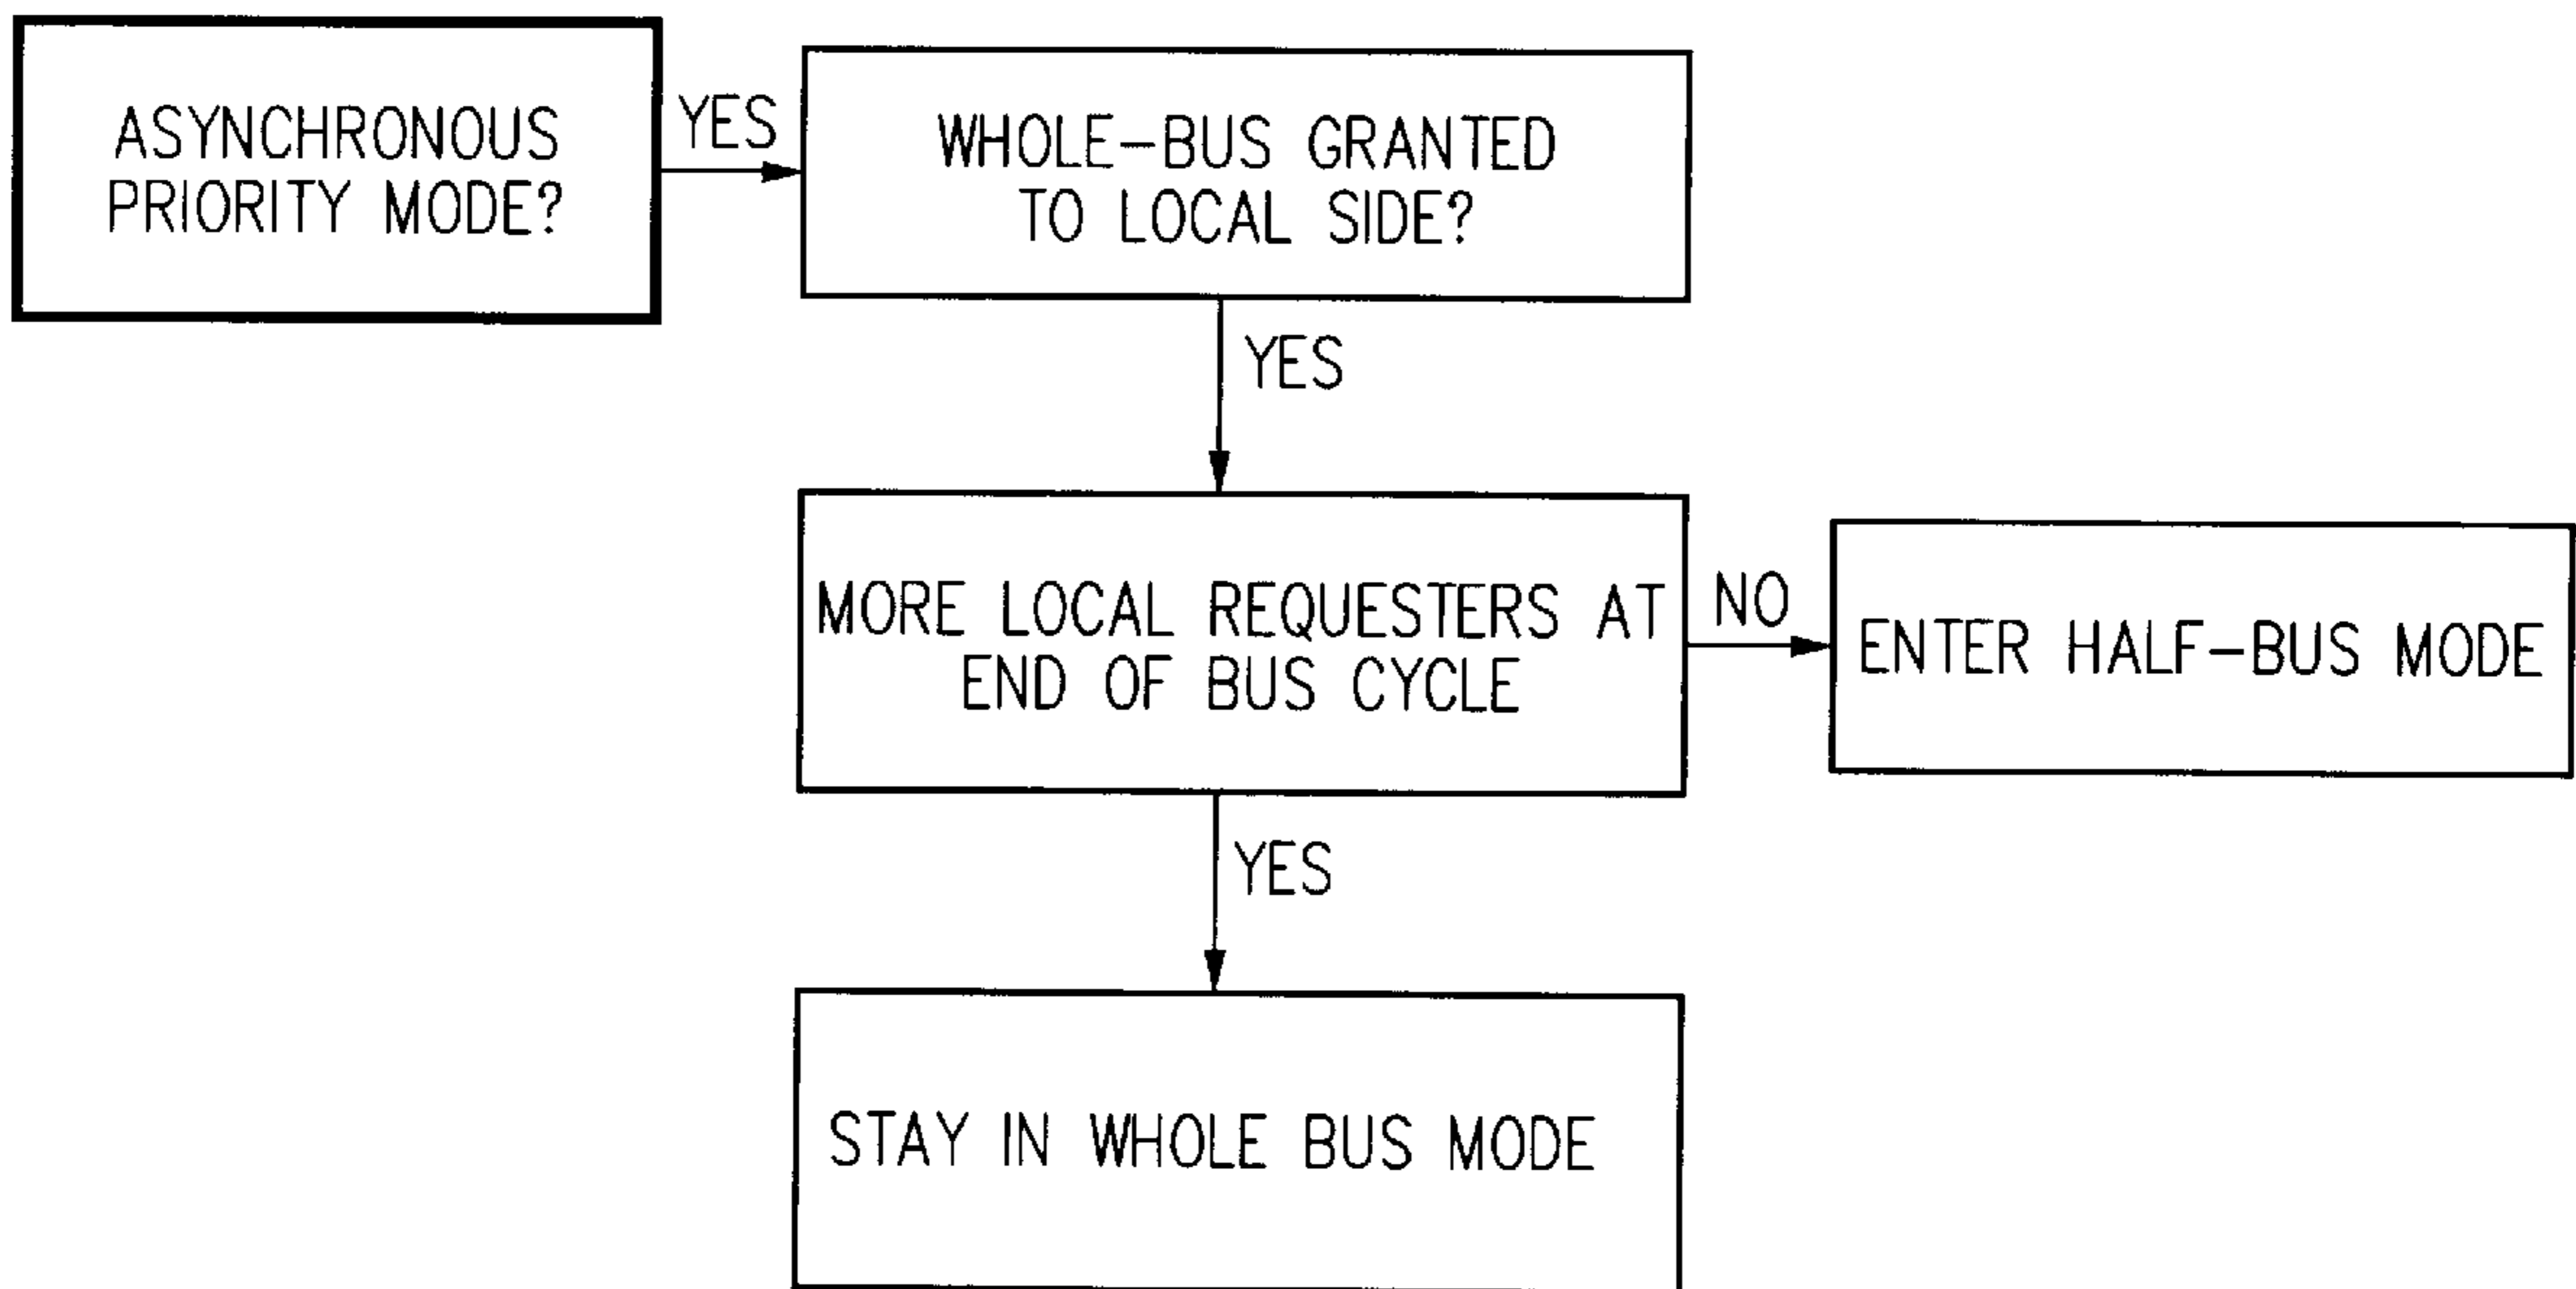 ASYNCHRONOUS
PRIORITY MODE?
YES
WHOLE-BUS GRANTED
TO LOCAL SIDE?
YES
MORE LOCAL REQUESTERS AT
END OF BUS CYCLE
NO
ENTER HALF-BUS MODE
YES
STAY IN WHOLE BUS MODE